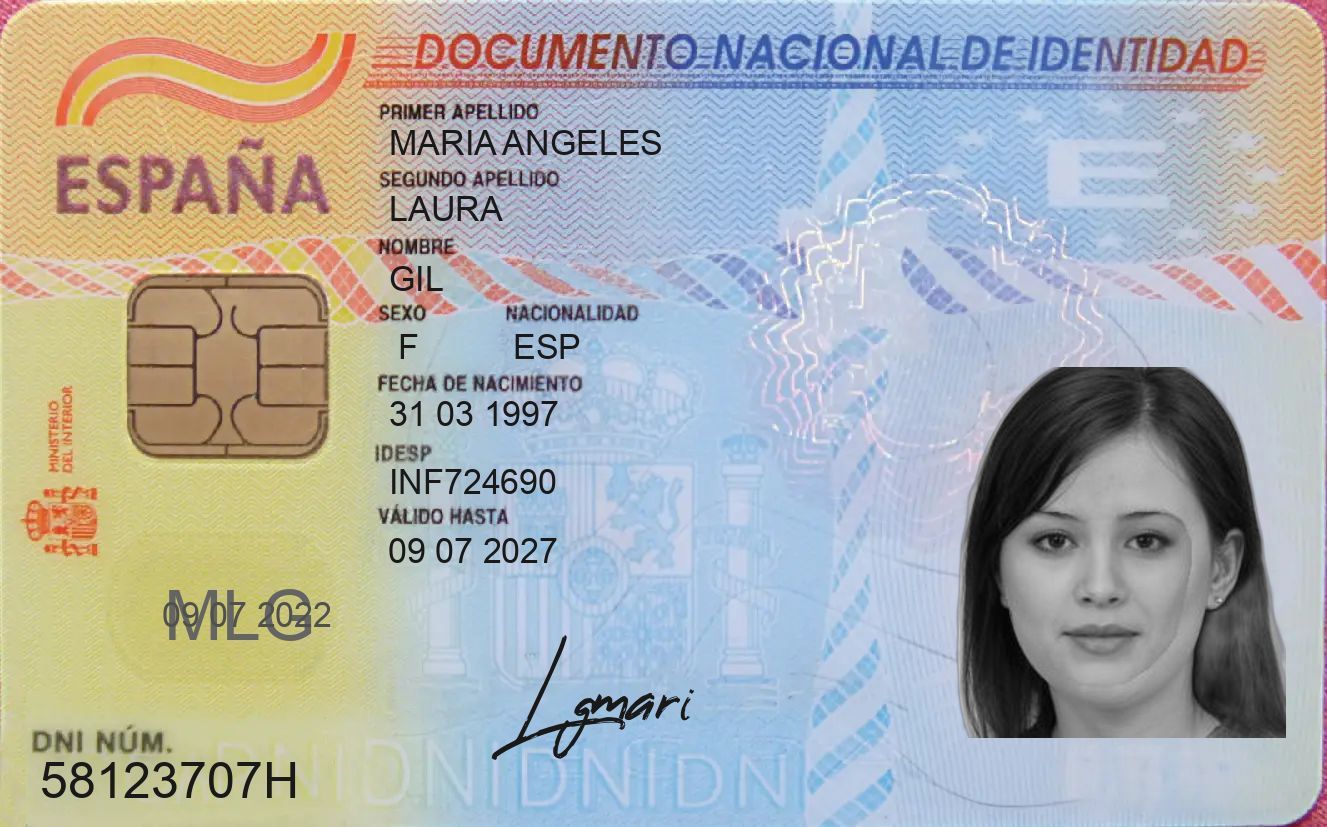 DOCUMENTO NACIONAL DE IDENTIDAD
ESPAÑA
PRIMER APELLIDO
MARIA ANGELES
SEGUNDO APELLIDO
LAURA
NOMBRE
GIL
SEXO NACIONALIDAD
F ESP
FECHA DE NACIMIENTO
31 03 1997
IDESP
INF724690
VÁLIDO HASTA
09 07 2027
MINISTERIO
DEL INTERIOR
E
09 07 2022
MLG
Lgmari
DNI NÚM.
58123707H
DNIDNIDNIDNI